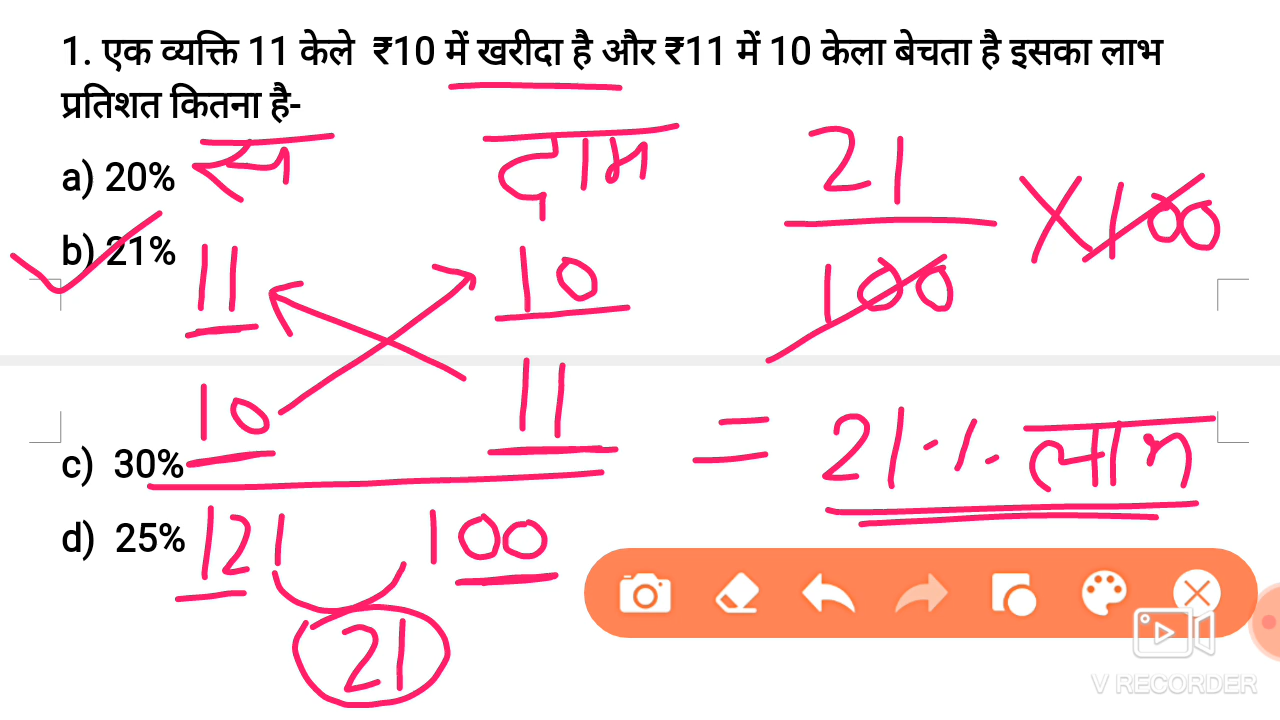 1. एक व्यक्ति 11 केले ₹10 में खरीदा है और ₹11 में 10 केला बेचता है इसका लाभ
प्रतिशत कितना है-
a) 20%
b) 21%
c) 30%
d) 25%
दाम
11 10
10 11
121 100
21
21
100 ×100
= 21% लाभ
V RECORDER